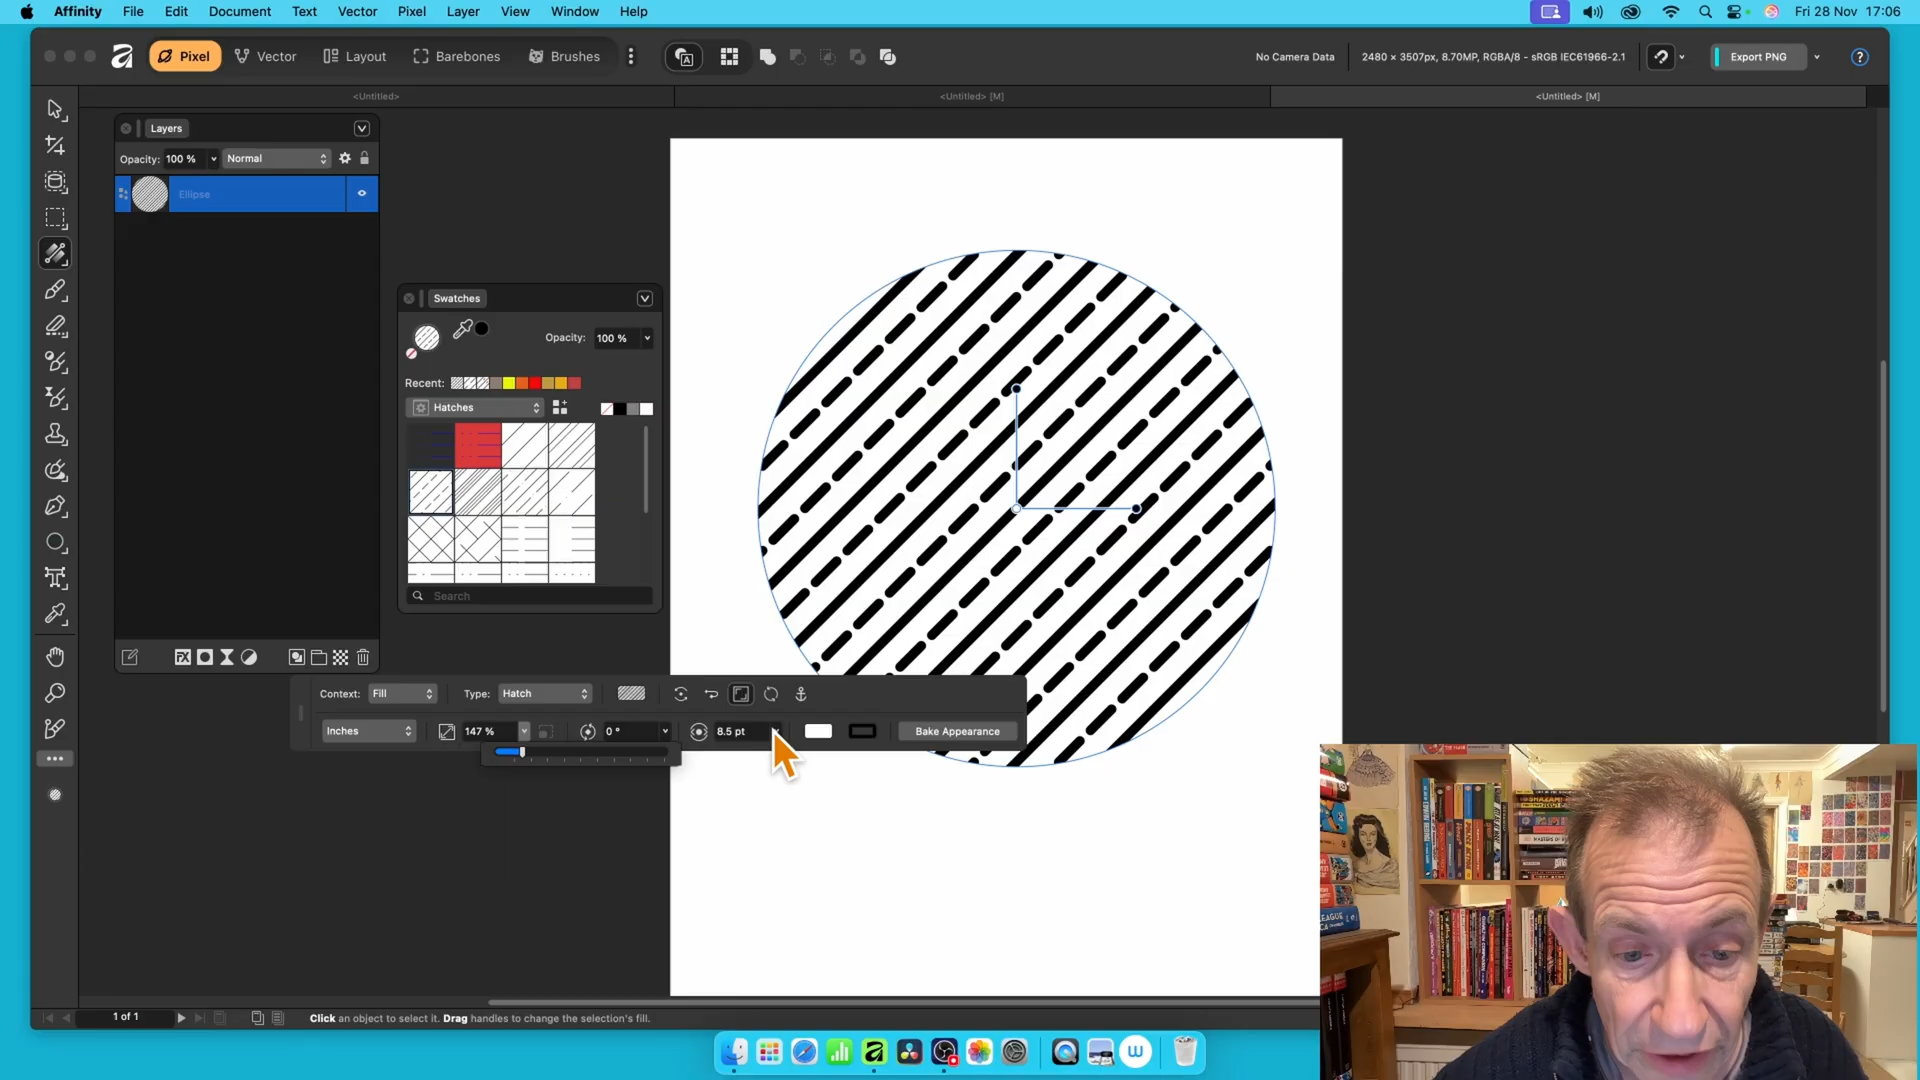 Affinity File Edit Document Text Vector Pixel Layer View Window Help Fri 28 Nov 17:06
Pixel Vector Layout Barebones Brushes No Camera Data 2480 × 3507px, 8.70MP, RGBA/8 - sRGB IEC61966-2.1 Export PNG ?
<Untitled> <Untitled> [M] <Untitled> [M]
Layers
Opacity: 100 % Normal
Ellipse
Swatches
Opacity: 100 %
Recent:
Hatches
Search
Context: Fill Type: Hatch
Inches 147 % 0 ° 8.5 pt Bake Appearance
1 of 1 Click an object to select it. Drag handles to change the selection's fill.